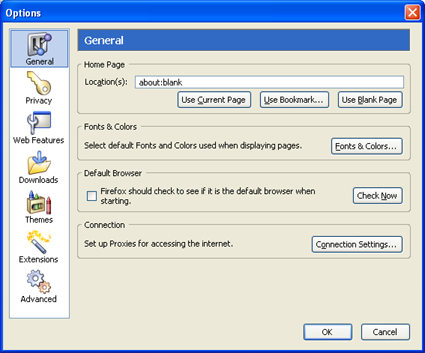 Options
General
Privacy
Web Features
Downloads
Themes
Extensions
Advanced
General
Home Page
Location(s): about:blank
Use Current Page Use Bookmark... Use Blank Page
Fonts & Colors
Select default Fonts and Colors used when displaying pages. Fonts & Colors...
Default Browser
Firefox should check to see if it is the default browser when
starting.
Check Now
Connection
Set up Proxies for accessing the internet. Connection Settings...
OK Cancel